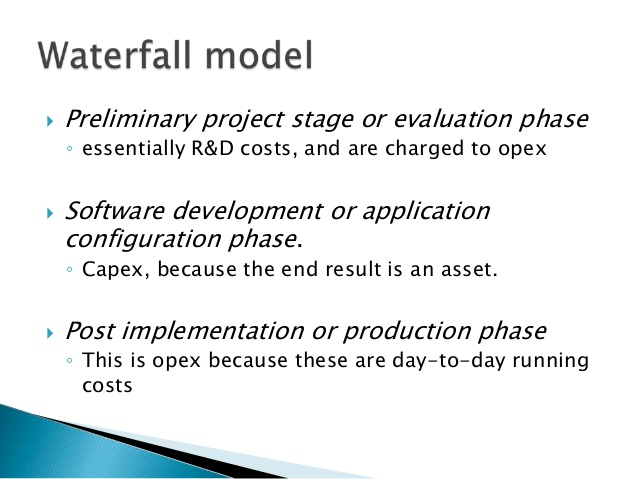 Waterfall model
Preliminary project stage or evaluation phase
essentially R&D costs, and are charged to opex
Software development or application
configuration phase.
Capex, because the end result is an asset.
Post implementation or production phase
This is opex because these are day-to-day running
costs